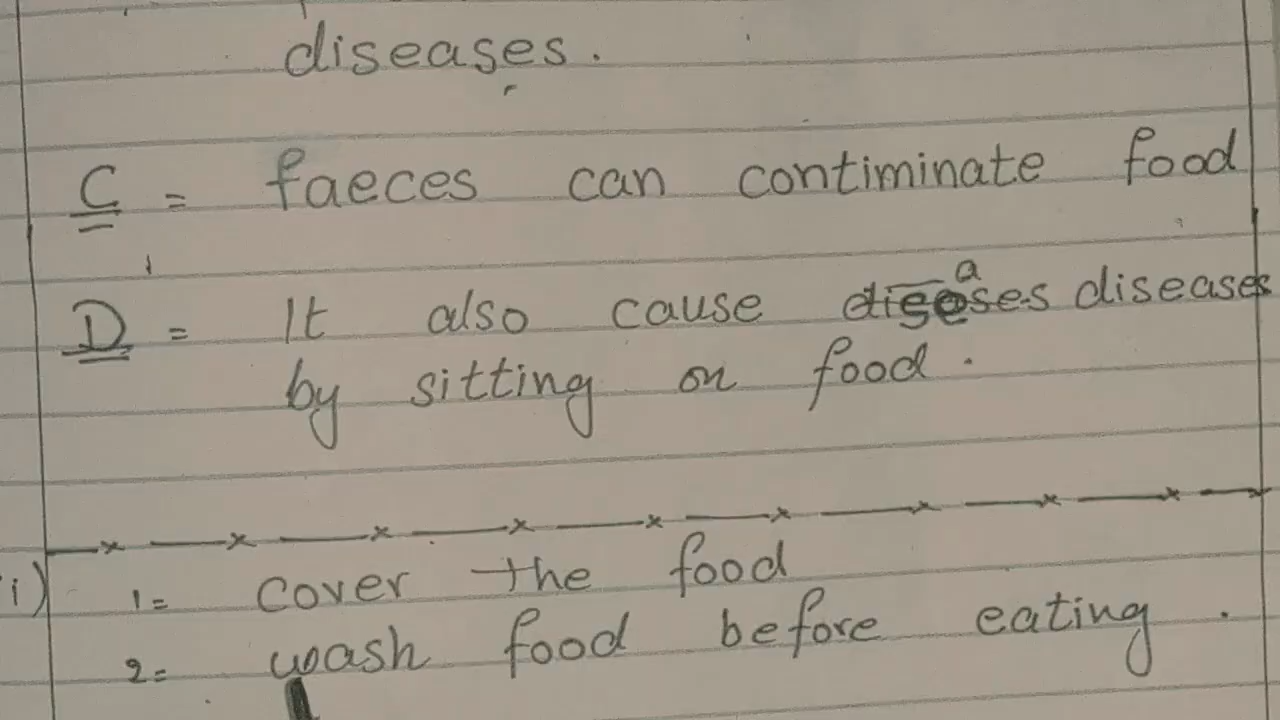 diseases.
C = faeces can contiminate food
D = It also cause diseases diseases
by sitting on food.
i) 1= cover the food
2= wash food before eating.